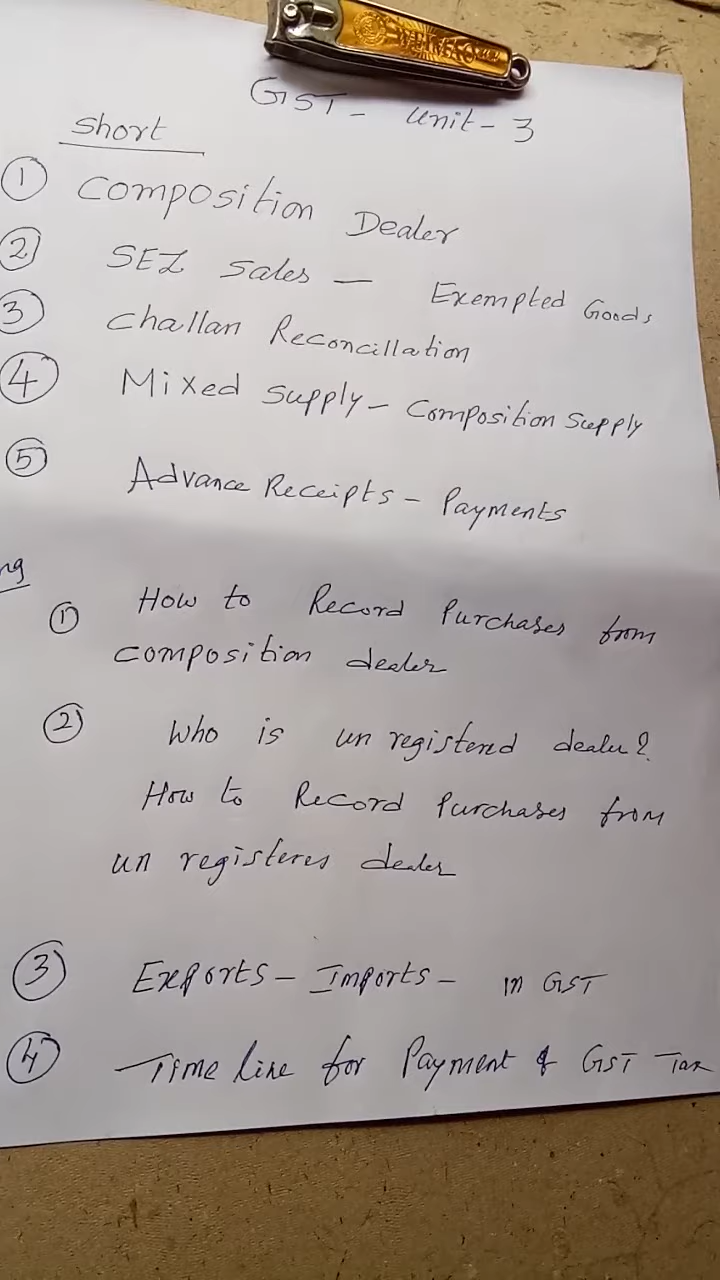 GST - Unit - 3
Short
① Composition Dealer
② SEZ Sales — Exempted Goods
③ Challan Reconcillation
④ Mixed Supply - Composition Supply
⑤ Advance Receipts - Payments
ng
① How to Record Purchases from
composition dealer
② Who is un registered dealer?
How to Record Purchases from
un registeres dealer
③ Exports - Imports - in GST
④ Time line for Payment of GST Tax